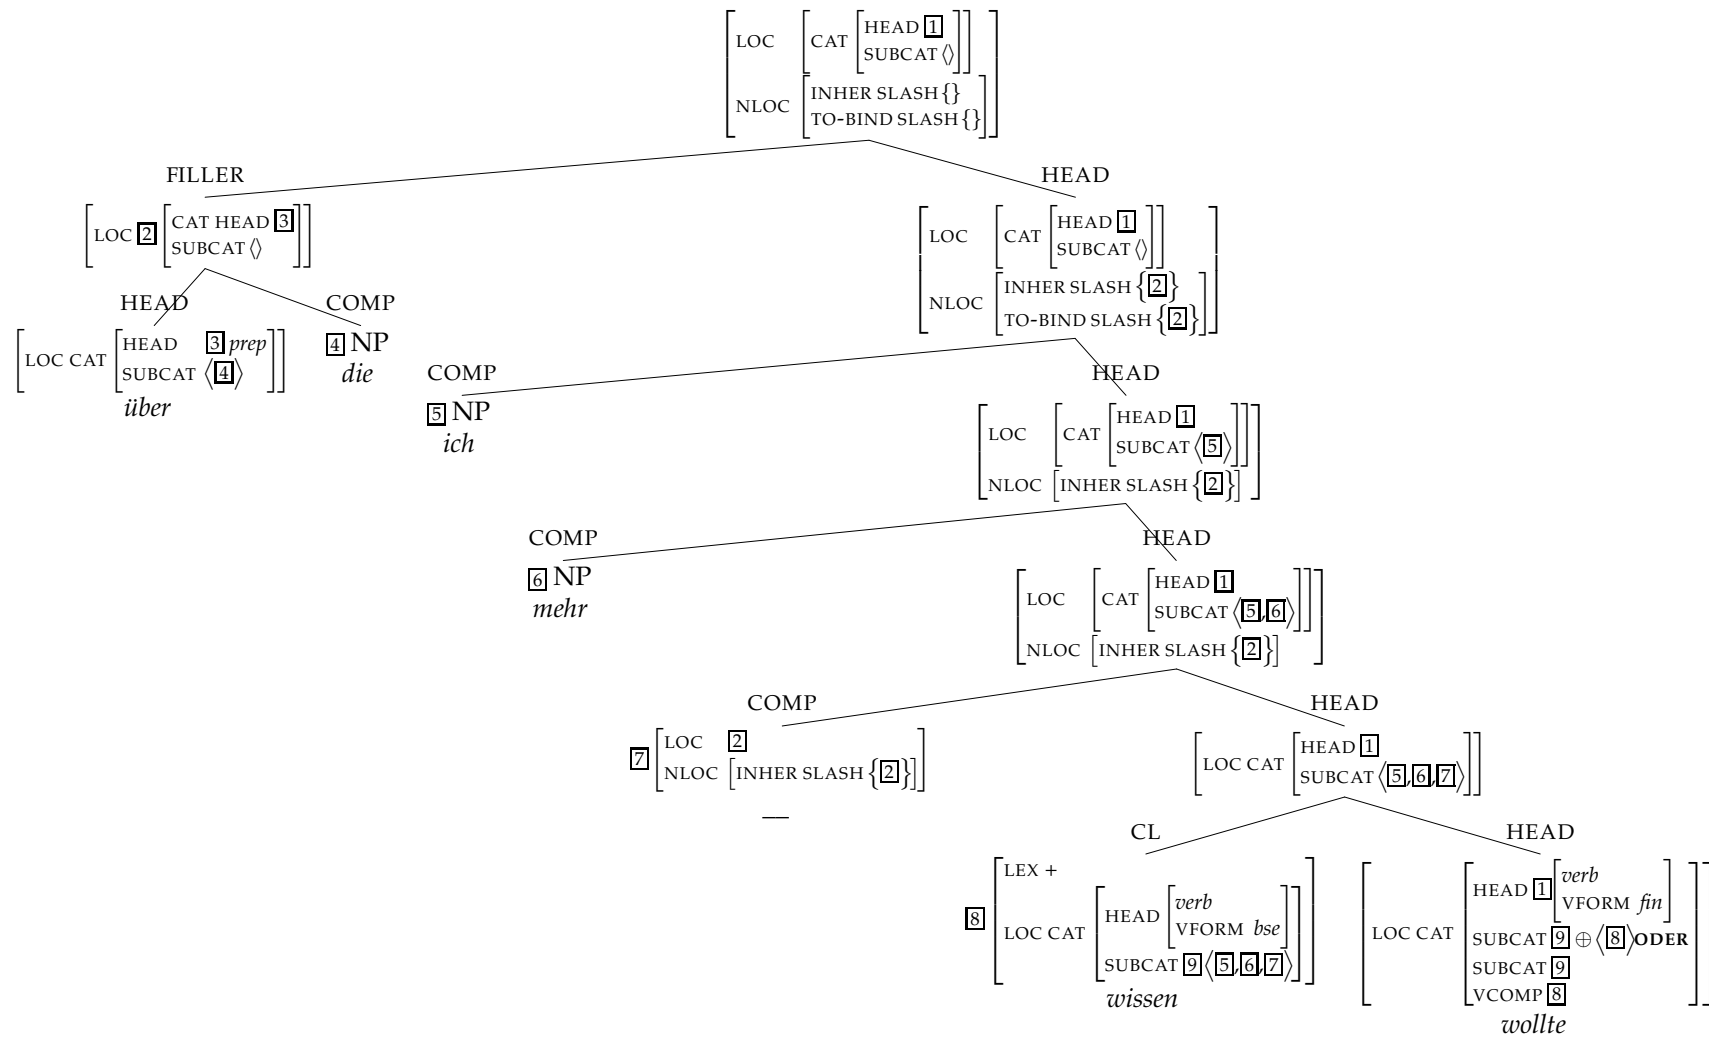 LOC CAT HEAD 1
SUBCAT ⟨⟩
NLOC INHER SLASH {}
TO-BIND SLASH {}
FILLER HEAD
LOC 2 CAT HEAD 3
SUBCAT ⟨⟩
LOC CAT HEAD 1
SUBCAT ⟨⟩
NLOC INHER SLASH {2}
TO-BIND SLASH {2}
HEAD COMP
LOC CAT HEAD 3 prep
SUBCAT ⟨4⟩
über
4 NP
die
COMP HEAD
5 NP
ich
LOC CAT HEAD 1
SUBCAT ⟨5⟩
NLOC [INHER SLASH {2}]
COMP HEAD
6 NP
mehr
LOC CAT HEAD 1
SUBCAT ⟨5,6⟩
NLOC [INHER SLASH {2}]
COMP HEAD
7 LOC 2
NLOC [INHER SLASH {2}]
__
LOC CAT HEAD 1
SUBCAT ⟨5,6,7⟩
CL HEAD
8 LEX +
LOC CAT HEAD verb
VFORM bse
SUBCAT 9 ⟨5,6,7⟩
wissen
LOC CAT HEAD 1 verb
VFORM fin
SUBCAT 9 ⊕ ⟨8⟩ ODER
SUBCAT 9
VCOMP 8
wollte